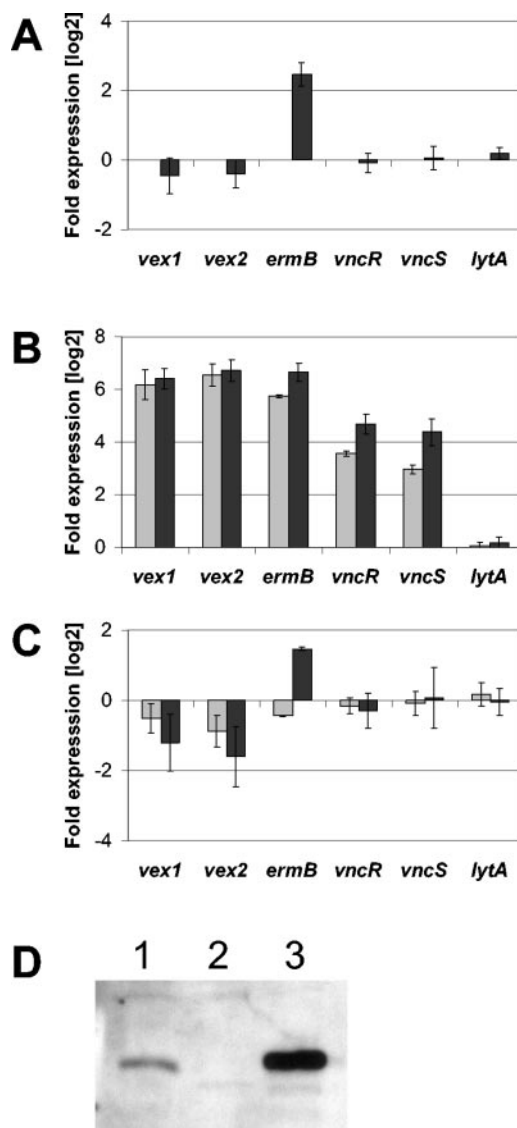 A
Fold expresssion [log2]
4
2
0
-2
vex1 vex2 ermB vncR vncS lytA
B
Fold expresssion [log2]
8
6
4
2
0
vex1 vex2 ermB vncR vncS lytA
C
Fold expresssion [log2]
2
0
-2
-4
vex1 vex2 ermB vncR vncS lytA
D
1 2 3